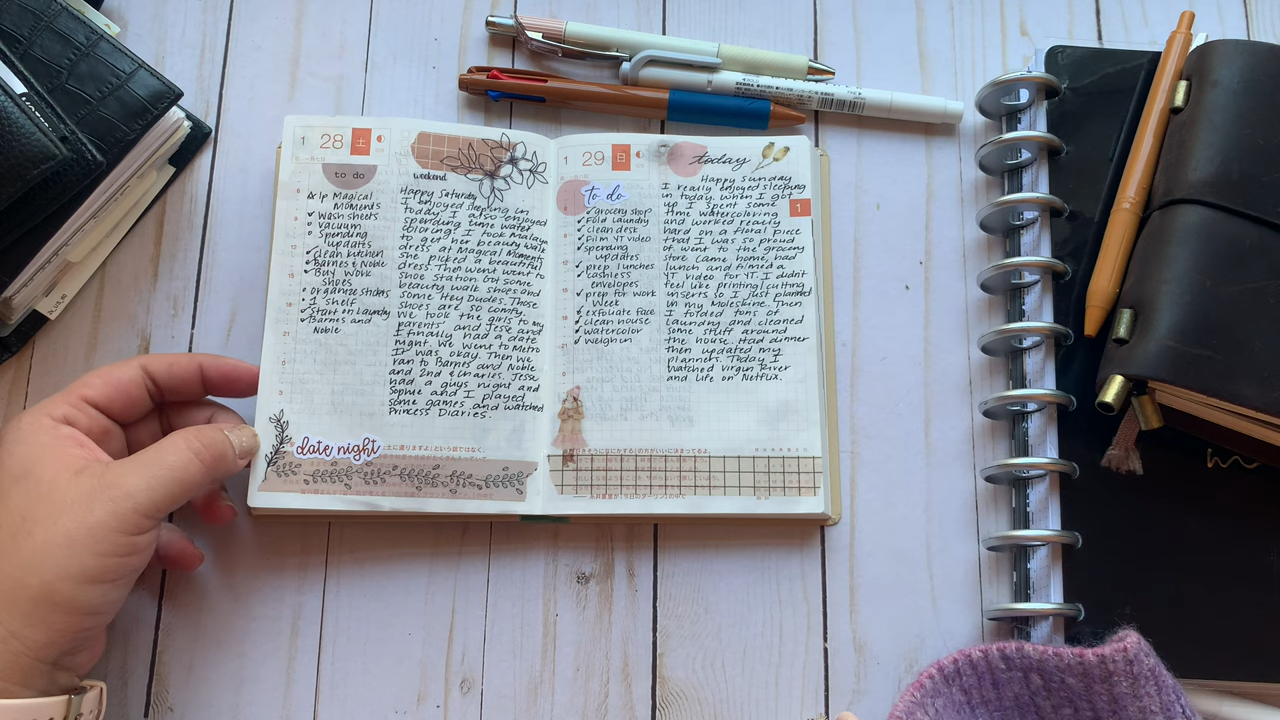 1 28 土
to do
& lp Magical
Moments
✓ wash sheets
✓ vacuum
○ spending
updates
✓ clean kitchen
✓ Barnes & Noble
✓ Buy work
shoes
• organize stickers
• 1 shelf
✓ Start on laundry
✓ Barnes and
Noble
weekend
Happy Saturday
I enjoyed sleeping in
today. I also enjoyed
spending some water
coloring. I took Malaya
to get her beauty walk
dress at Magical Moments
she picked a beautiful
dress. Then went went to
Shoe Station. Got some
beauty walk shoes and
some Hey Dudes. Those
shoes are so comfy.
We took the girls to my
parents' and Jesse and
I finally had a date
night. We went to Metro
It was okay. Then we
ran to Barnes and Noble
and 2nd & Charles. Jesse
had a guys night and
Sophie and I played
some games and watched
Princess Diaries.
date night
1 29 日
to do
✓ grocery shop
✓ Fold laundry
✓ clean desk
✓ Film YT video
✓ spending
updates
✓ prep lunches
✓ cashless
envelopes
✓ prep for work
week
✓ exfoliate face
✓ clean house
✓ watercolor
✓ weigh in
today
Happy Sunday
I really enjoyed sleeping
in today. When I got
up I spent some
time watercoloring
and worked really
hard on a floral piece
that I was so proud
of. Went to the grocery
store came home, had
lunch and filmed a
video for YT. I didn't
feel like printing/cutting
inserts so I just planned
in my Moleskine. Then
I folded tons of
laundry and cleaned
some stuff around
the house. Had dinner
then updated my
planners. Today I
watched Virgin River
and Life on Netflix.
1
ZEBRA